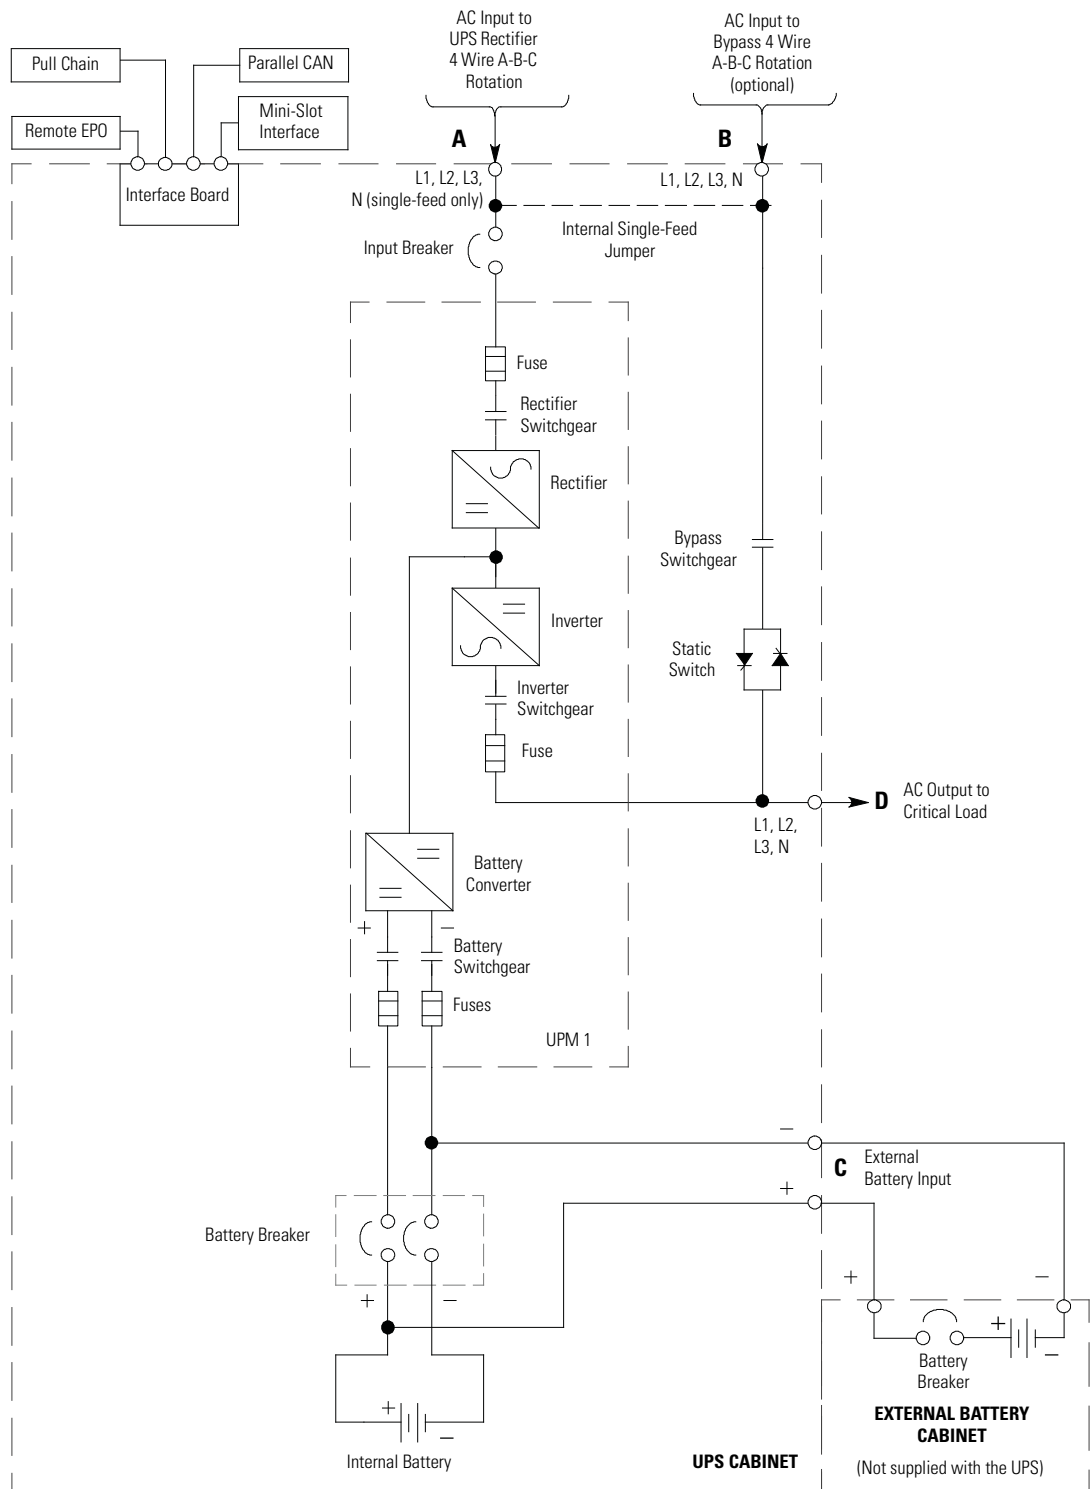 AC Input to
UPS Rectifier
4 Wire A-B-C
Rotation
AC Input to
Bypass 4 Wire
A-B-C Rotation
(optional)
Pull Chain
Parallel CAN
Remote EPO
Mini-Slot
Interface
Interface Board
A
B
L1, L2, L3,
N (single-feed only)
L1, L2, L3, N
Internal Single-Feed
Jumper
Input Breaker
Fuse
Rectifier
Switchgear
Rectifier
Bypass
Switchgear
Inverter
Static
Switch
Inverter
Switchgear
Fuse
D
AC Output to
Critical Load
L1, L2,
L3, N
Battery
Converter
+
−
Battery
Switchgear
Fuses
UPM 1
−
C
External
Battery Input
+
Battery Breaker
+
−
+
−
+
−
Battery
Breaker
EXTERNAL BATTERY
CABINET
(Not supplied with the UPS)
+
−
Internal Battery
UPS CABINET